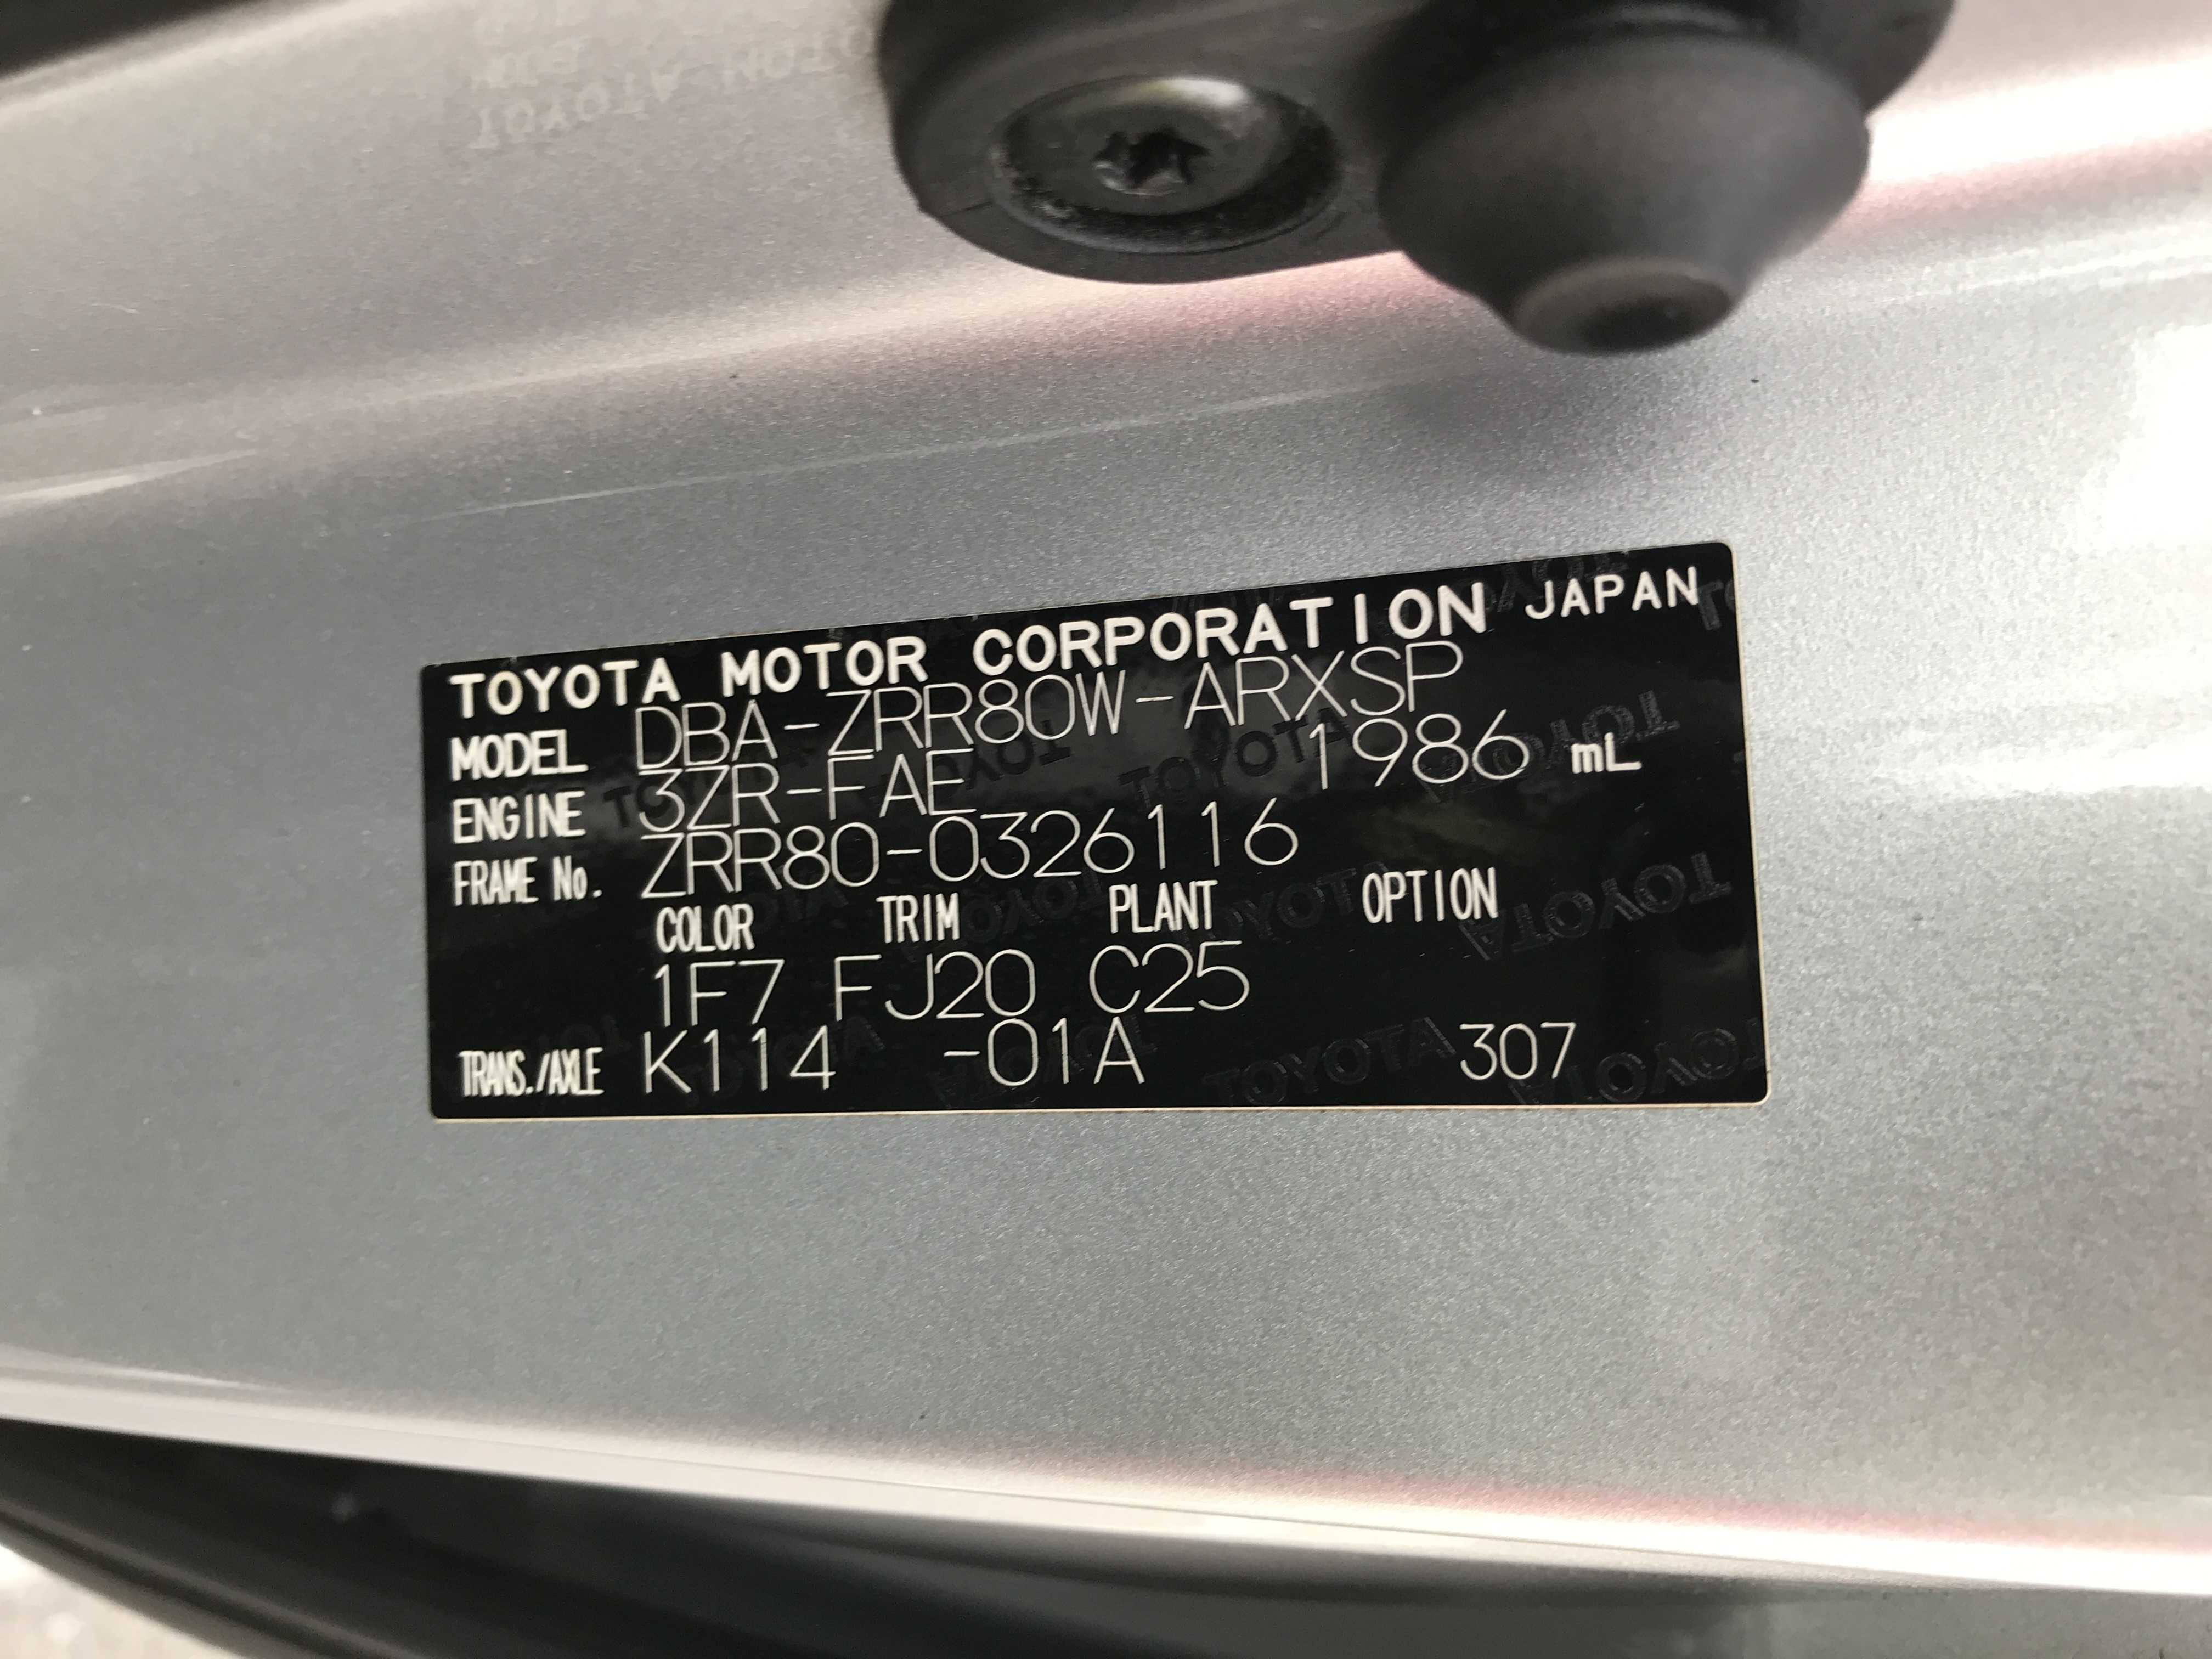 TOYOTA MOTOR CORPORATION JAPAN
MODEL DBA-ZRR80W-ARXSP
ENGINE 3ZR-FAE 1986 mL
FRAME No. ZRR80-0326116
COLOR TRIM PLANT OPTION
1F7 FJ20 C25
TRANS./AXLE K114 -01A 307